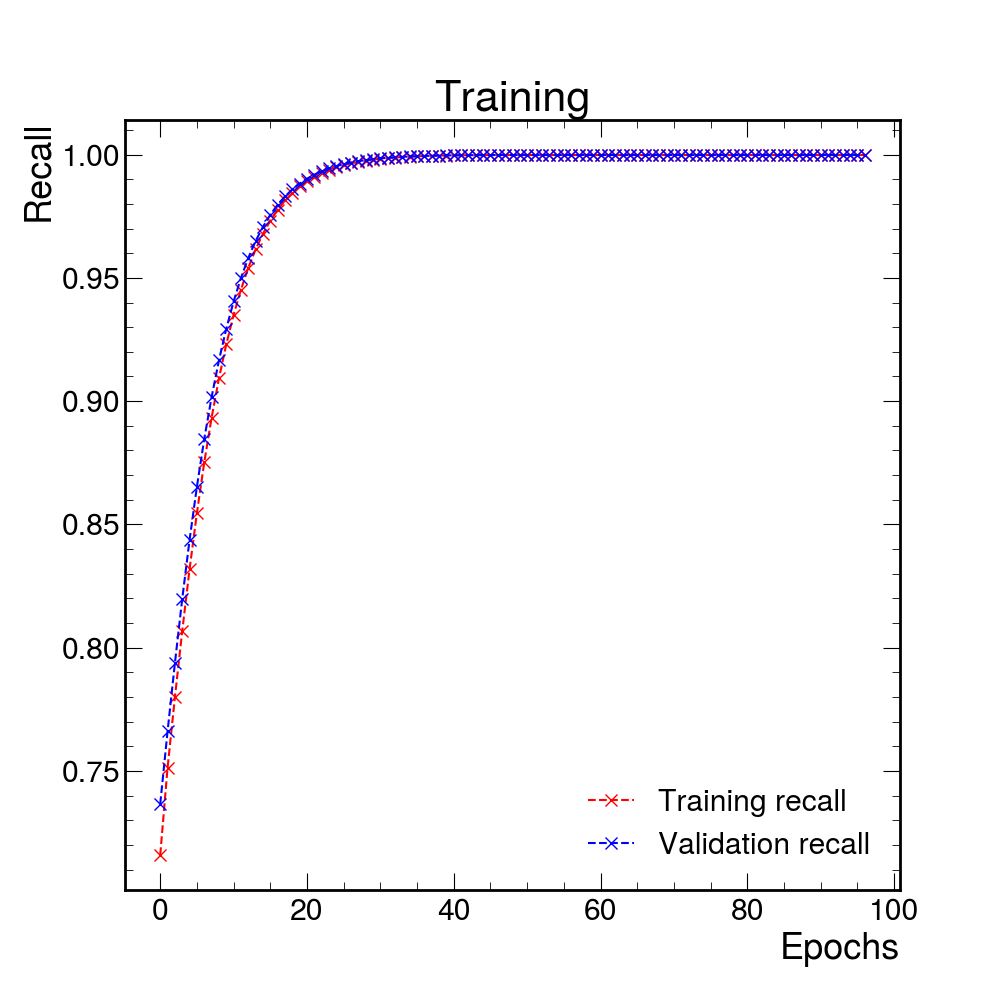 Training
Recall
1.00
0.95
0.90
0.85
0.80
0.75
Training recall
Validation recall
0 20 40 60 80 100
Epochs